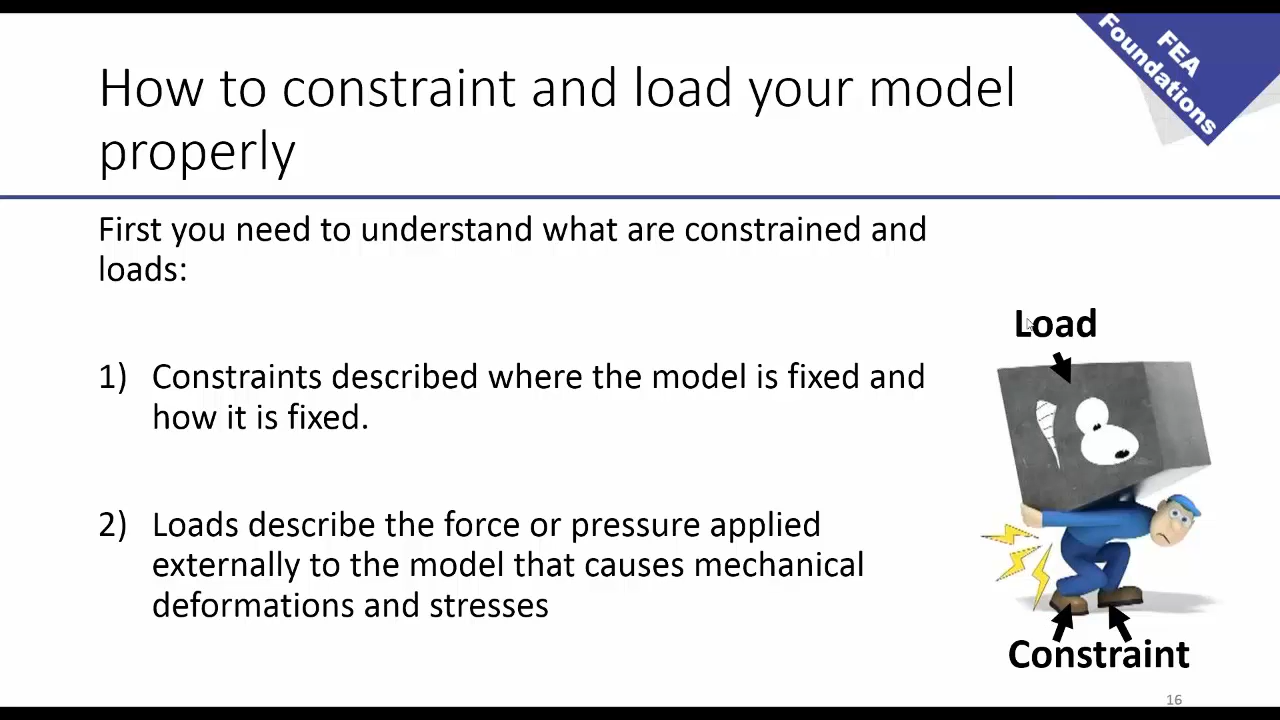 FEA
Foundations
How to constraint and load your model
properly
First you need to understand what are constrained and
loads:
1) Constraints described where the model is fixed and
how it is fixed.
2) Loads describe the force or pressure applied
externally to the model that causes mechanical
deformations and stresses
Load
Constraint
16